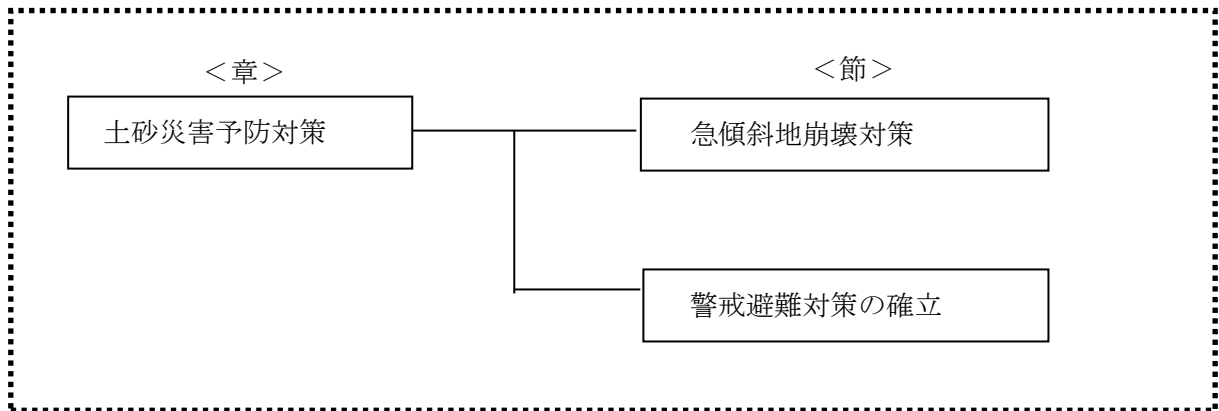 ＜章＞
＜節＞
土砂災害予防対策
急傾斜地崩壊対策
警戒避難対策の確立